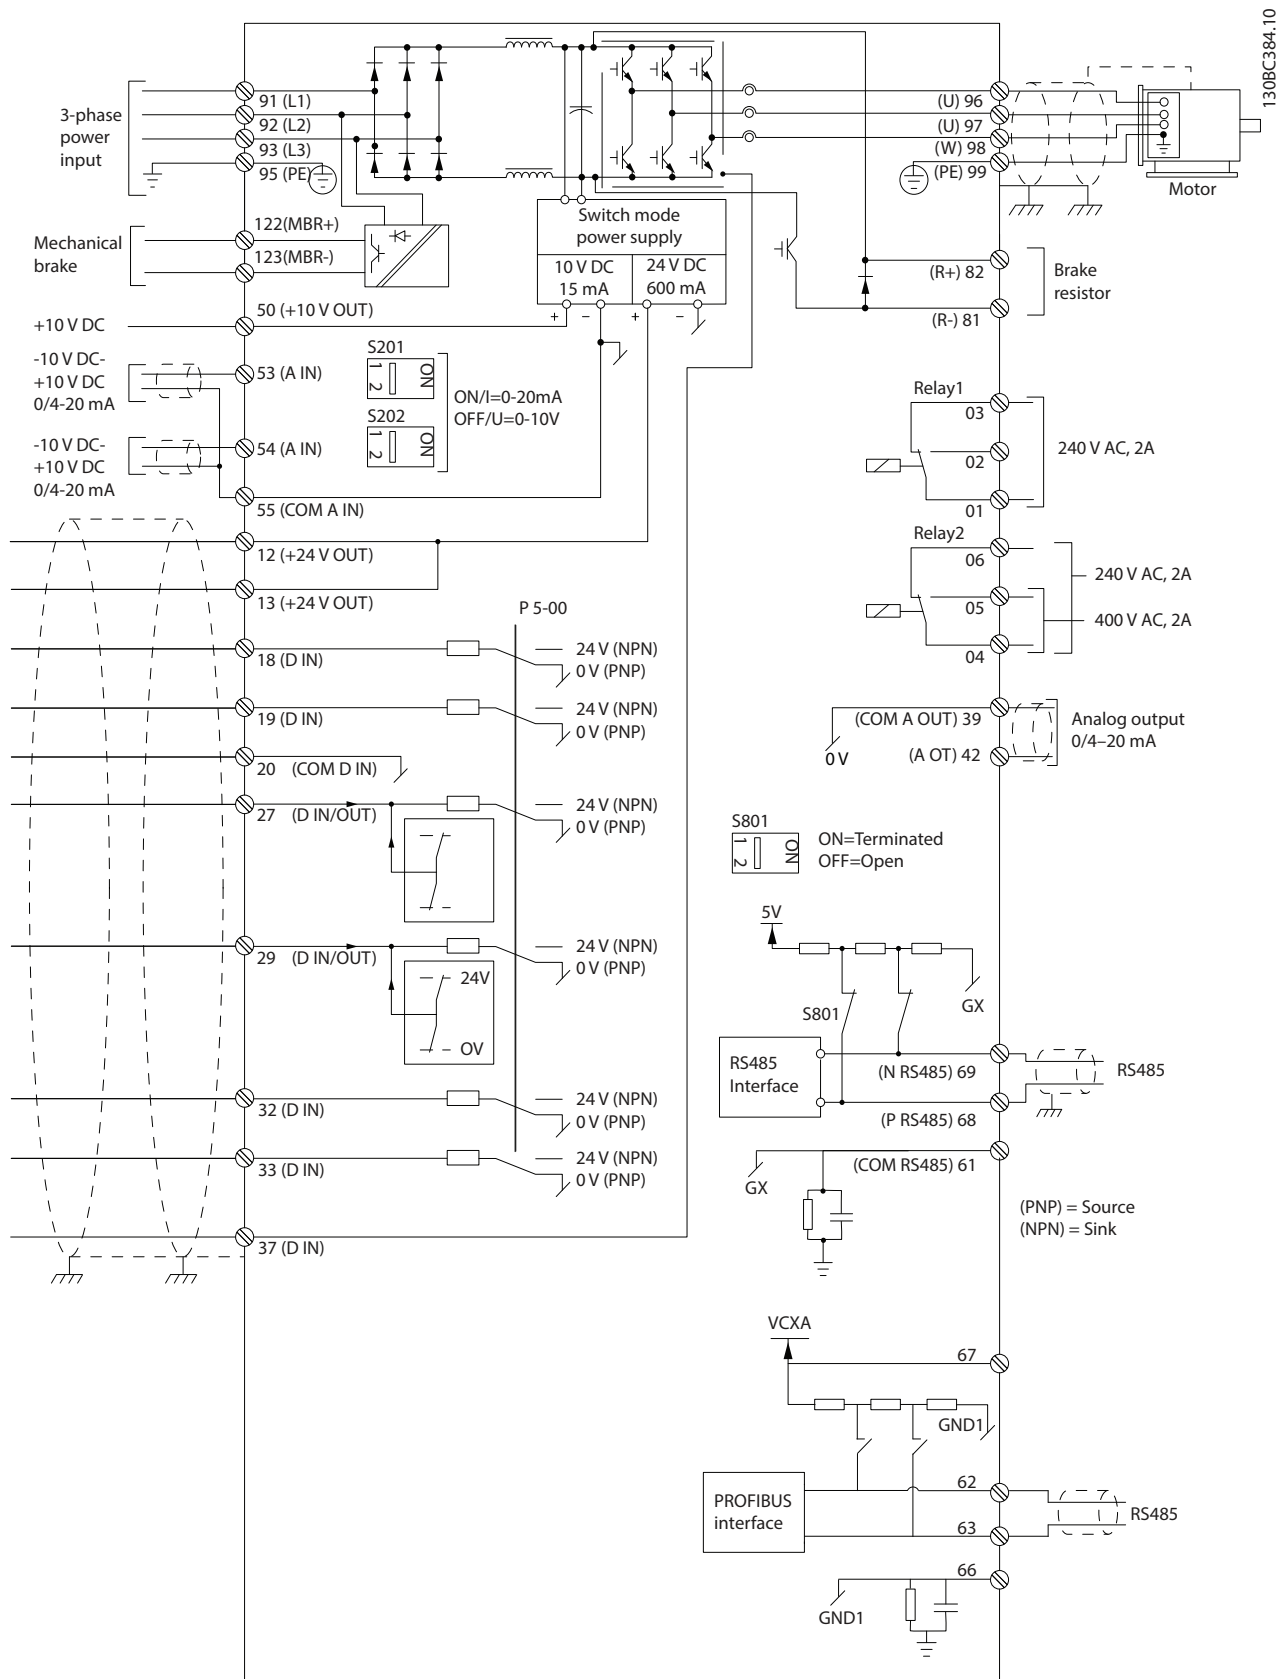 130BC384.10
3-phase
power
input
91 (L1)
92 (L2)
93 (L3)
95 (PE)
(U) 96
(U) 97
(W) 98
(PE) 99
Motor
Switch mode
power supply
10 V DC
15 mA
24 V DC
600 mA
+ - + -
Mechanical
brake
122(MBR+)
123(MBR-)
(R+) 82
(R-) 81
Brake
resistor
+10 V DC
50 (+10 V OUT)
-10 V DC-
+10 V DC
0/4-20 mA
53 (A IN)
S201
1 2 ON
S202
1 2 ON
ON/I=0-20mA
OFF/U=0-10V
-10 V DC-
+10 V DC
0/4-20 mA
54 (A IN)
55 (COM A IN)
12 (+24 V OUT)
13 (+24 V OUT)
Relay1
03
02
01
240 V AC, 2A
Relay2
06
05
04
240 V AC, 2A
400 V AC, 2A
P 5-00
18 (D IN)
24 V (NPN)
0 V (PNP)
19 (D IN)
24 V (NPN)
0 V (PNP)
20 (COM D IN)
27 (D IN/OUT)
24 V (NPN)
0 V (PNP)
29 (D IN/OUT)
24 V (NPN)
0 V (PNP)
24V
OV
32 (D IN)
24 V (NPN)
0 V (PNP)
33 (D IN)
24 V (NPN)
0 V (PNP)
37 (D IN)
(COM A OUT) 39
0 V
(A OT) 42
Analog output
0/4–20 mA
S801
1 2 ON
ON=Terminated
OFF=Open
5V
GX
S801
RS485
Interface
(N RS485) 69
(P RS485) 68
RS485
(COM RS485) 61
GX
(PNP) = Source
(NPN) = Sink
VCXA
67
GND1
PROFIBUS
interface
62
63
RS485
66
GND1